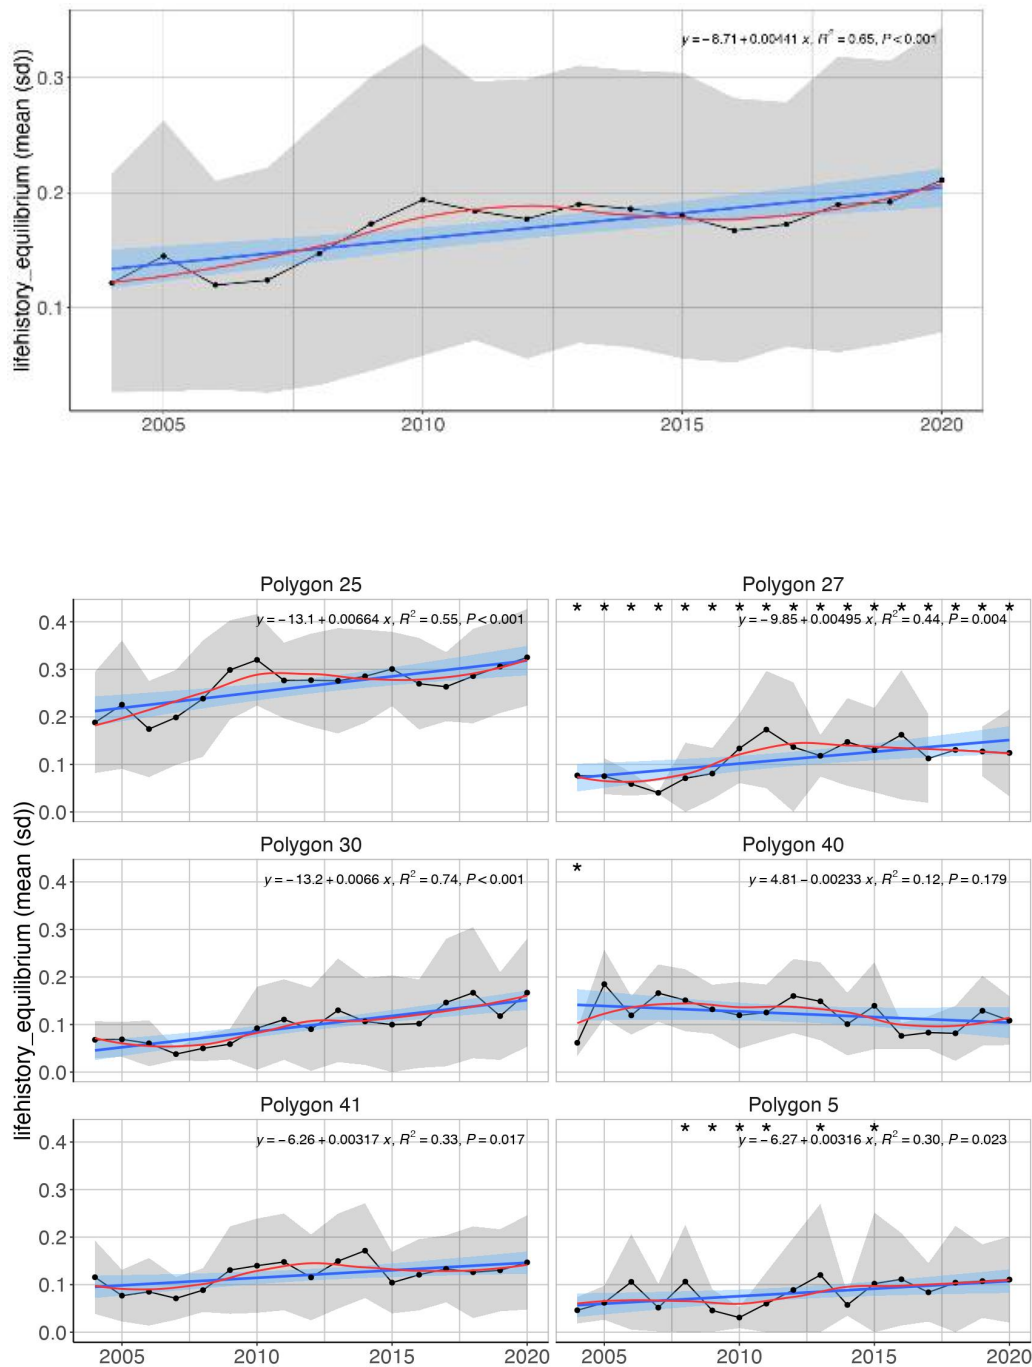 y = −8.71 + 0.00441 x, R² = 0.65, P < 0.001
lifehistory_equilibrium (mean (sd))
0.3
0.2
0.1
2005 2010 2015 2020
Polygon 25 Polygon 27
* * * * * * * * * * * * * * * * *
y = −13.1 + 0.00664 x, R² = 0.55, P < 0.001 y = −9.85 + 0.00495 x, R² = 0.44, P = 0.004
0.4
0.3
0.2
0.1
0.0
Polygon 30 Polygon 40
*
y = −13.2 + 0.0066 x, R² = 0.74, P < 0.001 y = 4.81 − 0.00233 x, R² = 0.12, P = 0.179
0.4
0.3
0.2
0.1
0.0
lifehistory_equilibrium (mean (sd))
Polygon 41 Polygon 5
* * * * * *
y = −6.26 + 0.00317 x, R² = 0.33, P = 0.017 y = −6.27 + 0.00316 x, R² = 0.30, P = 0.023
0.4
0.3
0.2
0.1
0.0
2005 2010 2015 2020 2005 2010 2015 2020